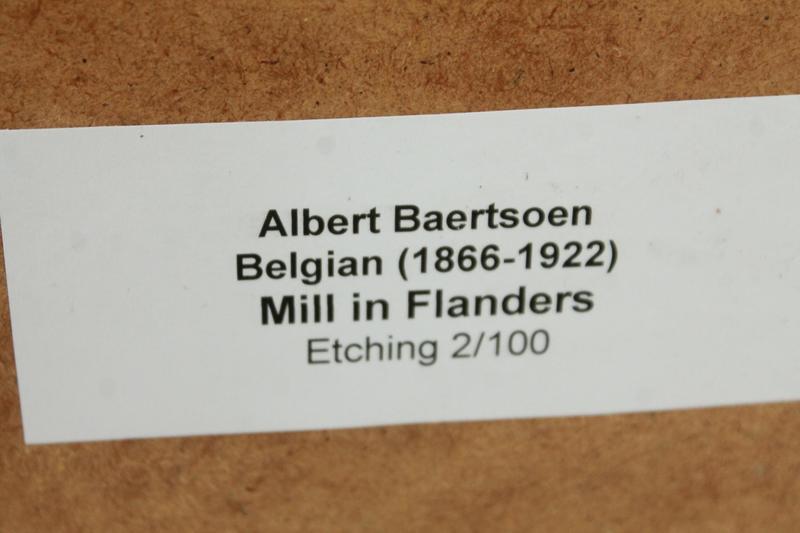 Albert Baertsoen
Belgian (1866-1922)
Mill in Flanders
Etching 2/100